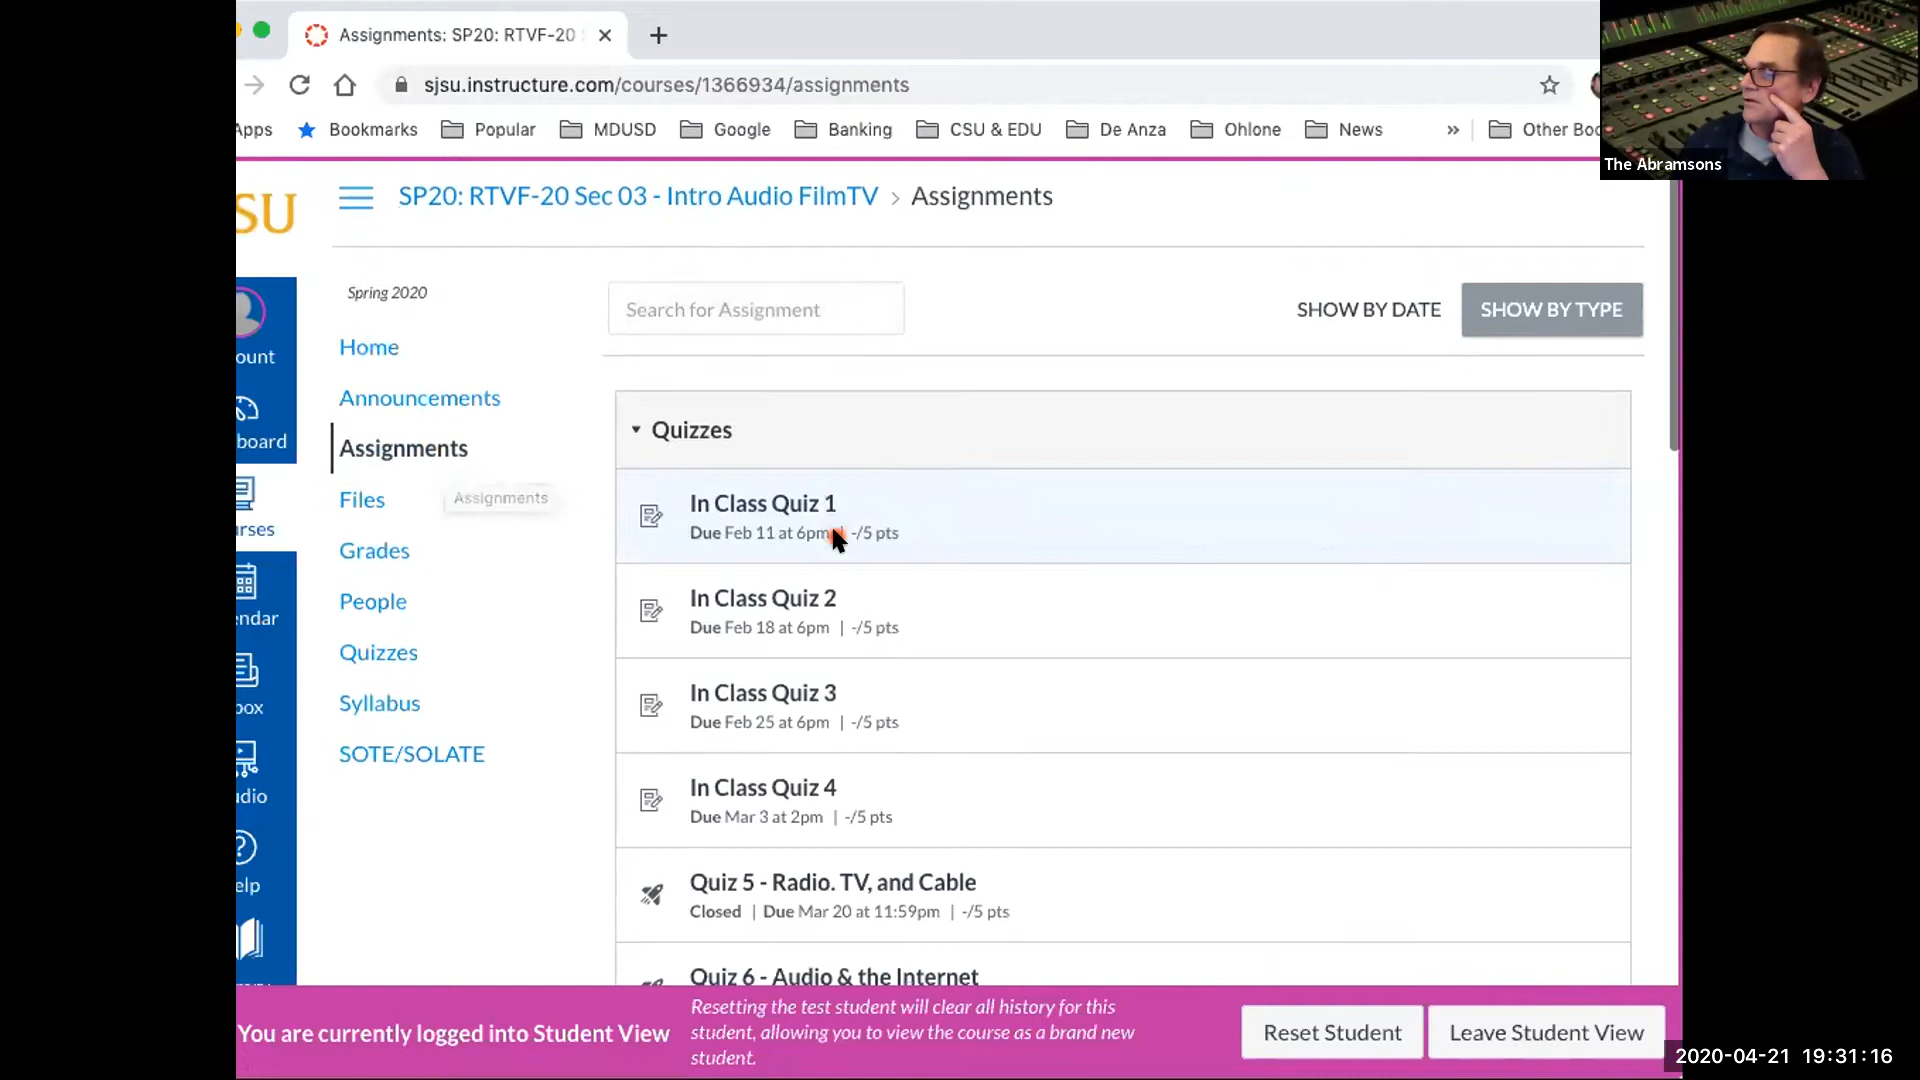 Assignments: SP20: RTVF-20
sjsu.instructure.com/courses/1366934/assignments
Apps
Bookmarks
Popular
MDUSD
Google
Banking
CSU & EDU
De Anza
Ohlone
News
»
Other Boo
The Abramsons
SU
SP20: RTVF-20 Sec 03 - Intro Audio FilmTV > Assignments
Spring 2020
Search for Assignment
SHOW BY DATE
SHOW BY TYPE
ount
board
urses
endar
box
udio
elp
Home
Announcements
Assignments
Files
Assignments
Grades
People
Quizzes
Syllabus
SOTE/SOLATE
Quizzes
In Class Quiz 1
Due Feb 11 at 6pm | -/5 pts
In Class Quiz 2
Due Feb 18 at 6pm | -/5 pts
In Class Quiz 3
Due Feb 25 at 6pm | -/5 pts
In Class Quiz 4
Due Mar 3 at 2pm | -/5 pts
Quiz 5 - Radio. TV, and Cable
Closed | Due Mar 20 at 11:59pm | -/5 pts
Quiz 6 - Audio & the Internet
You are currently logged into Student View
Resetting the test student will clear all history for this
student, allowing you to view the course as a brand new
student.
Reset Student
Leave Student View
2020-04-21 19:31:16